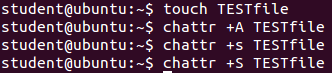 student@ubuntu:~$ touch TESTfile
student@ubuntu:~$ chattr +A TESTfile
student@ubuntu:~$ chattr +s TESTfile
student@ubuntu:~$ chattr +S TESTfile